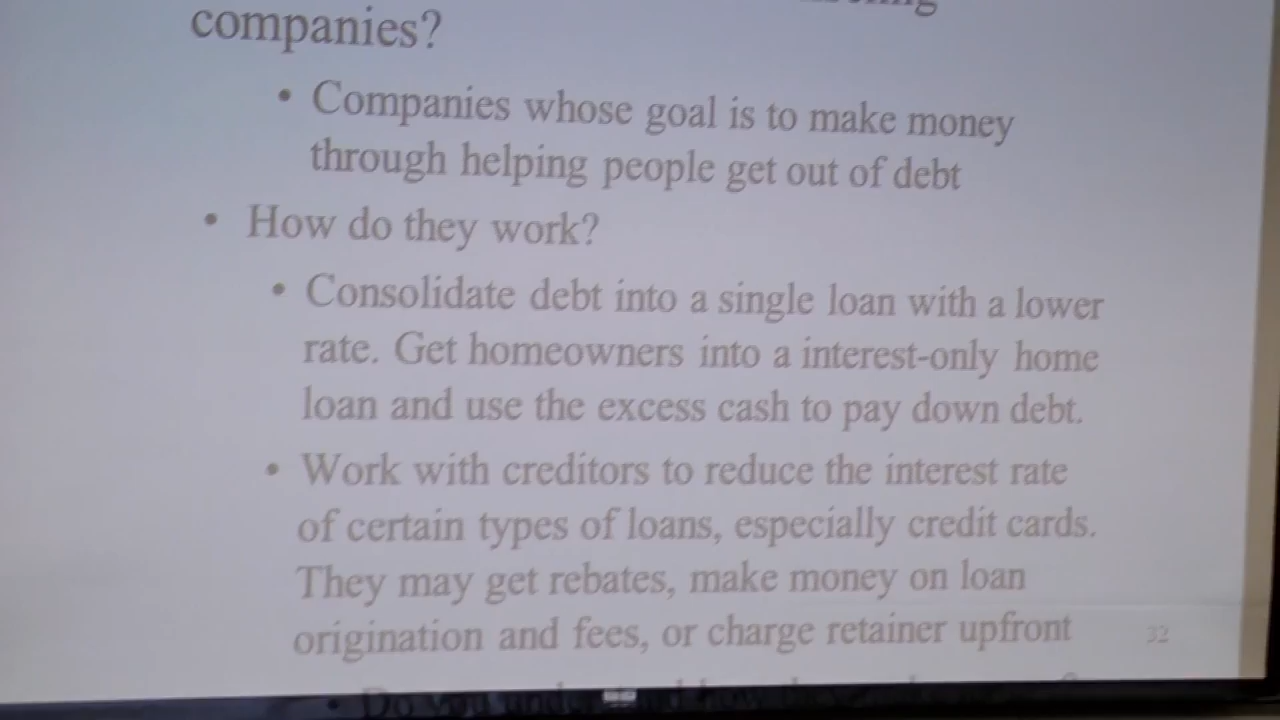 companies?
• Companies whose goal is to make money
through helping people get out of debt
• How do they work?
• Consolidate debt into a single loan with a lower
rate. Get homeowners into a interest-only home
loan and use the excess cash to pay down debt.
• Work with creditors to reduce the interest rate
of certain types of loans, especially credit cards.
They may get rebates, make money on loan
origination and fees, or charge retainer upfront
32
• Do you